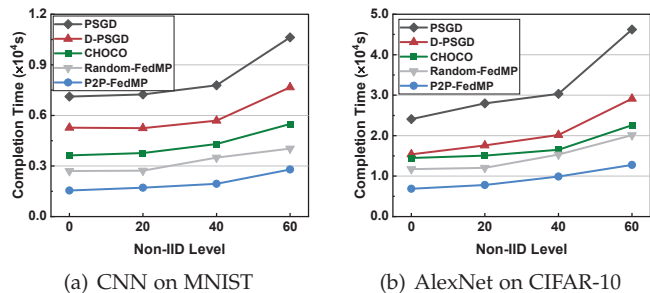 1.2
0.9
0.6
0.3
0.0
Completion Time (×10⁴s)
PSGD
D-PSGD
CHOCO
Random-FedMP
P2P-FedMP
0 20 40 60
Non-IID Level
(a) CNN on MNIST
5.0
4.0
3.0
2.0
1.0
0.0
Completion Time (×10⁴s)
PSGD
D-PSGD
CHOCO
Random-FedMP
P2P-FedMP
0 20 40 60
Non-IID Level
(b) AlexNet on CIFAR-10